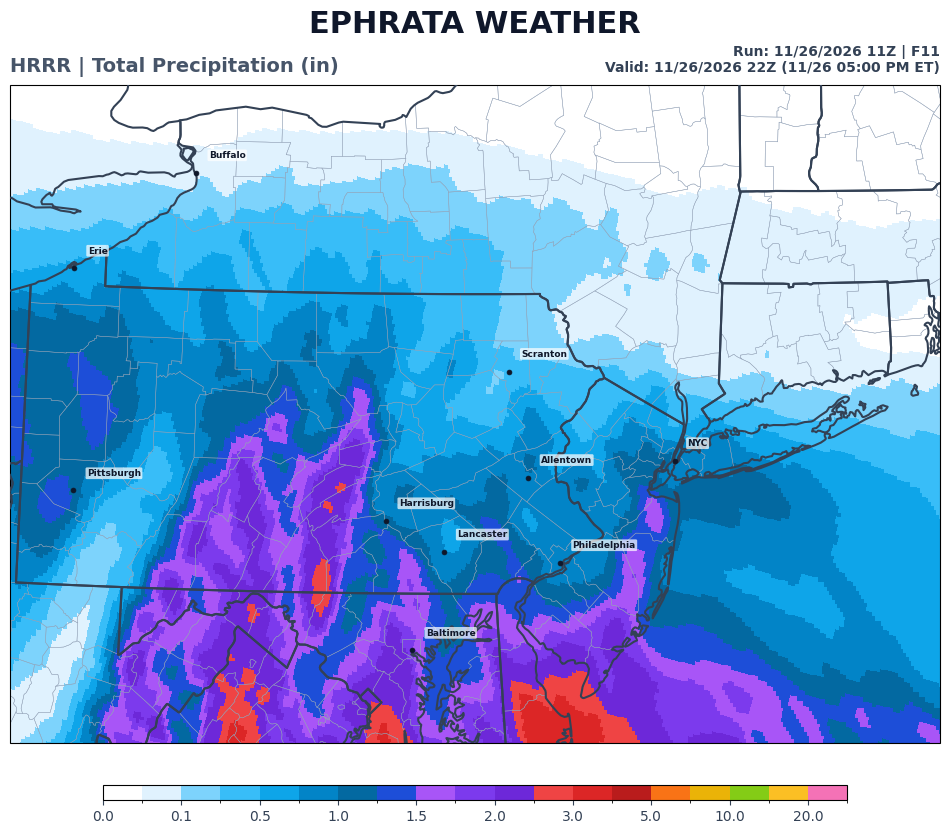 EPHRATA WEATHER
HRRR | Total Precipitation (in)
Run: 11/26/2026 11Z | F11
Valid: 11/26/2026 22Z (11/26 05:00 PM ET)
Buffalo
Erie
Scranton
NYC
Allentown
Pittsburgh
Harrisburg
Lancaster
Philadelphia
Baltimore
0.0 0.1 0.5 1.0 1.5 2.0 3.0 5.0 10.0 20.0